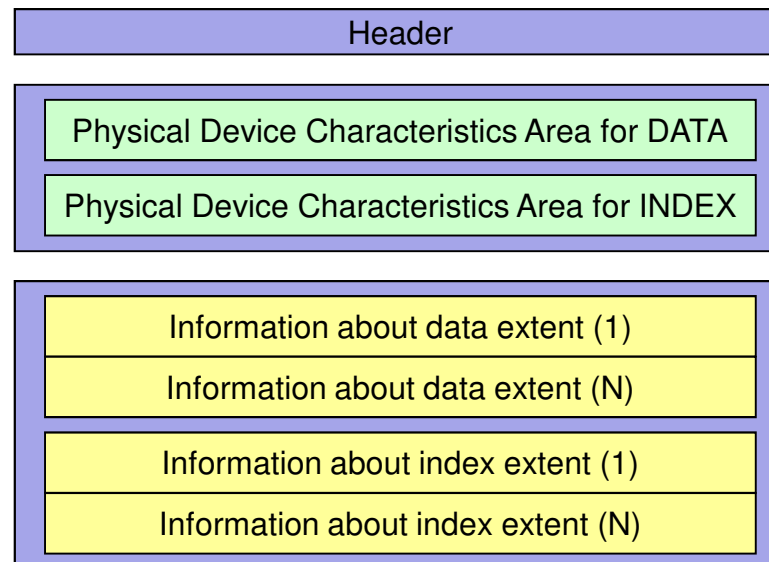 Header
Physical Device Characteristics Area for DATA
Physical Device Characteristics Area for INDEX
Information about data extent (1)
Information about data extent (N)
Information about index extent (1)
Information about index extent (N)